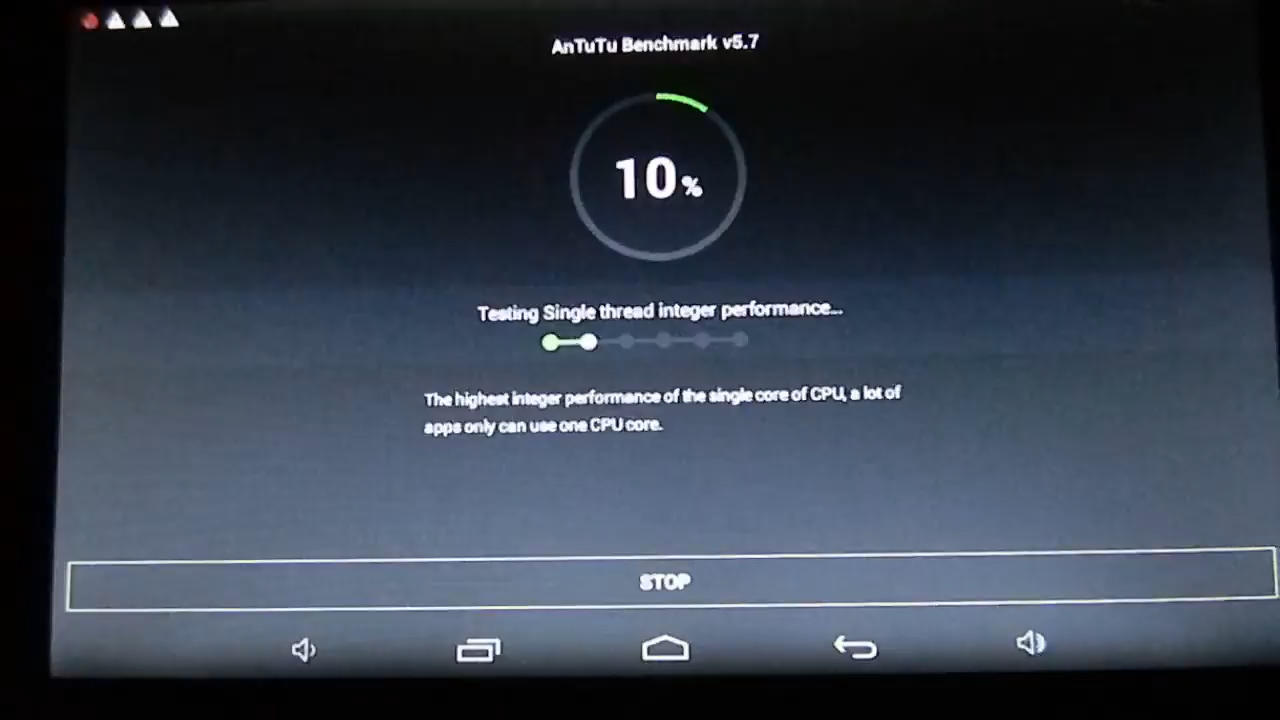 AnTuTu Benchmark v5.7
10%
Testing Single thread integer performance...
The highest integer performance of the single core of CPU, a lot of
apps only can use one CPU core.
STOP